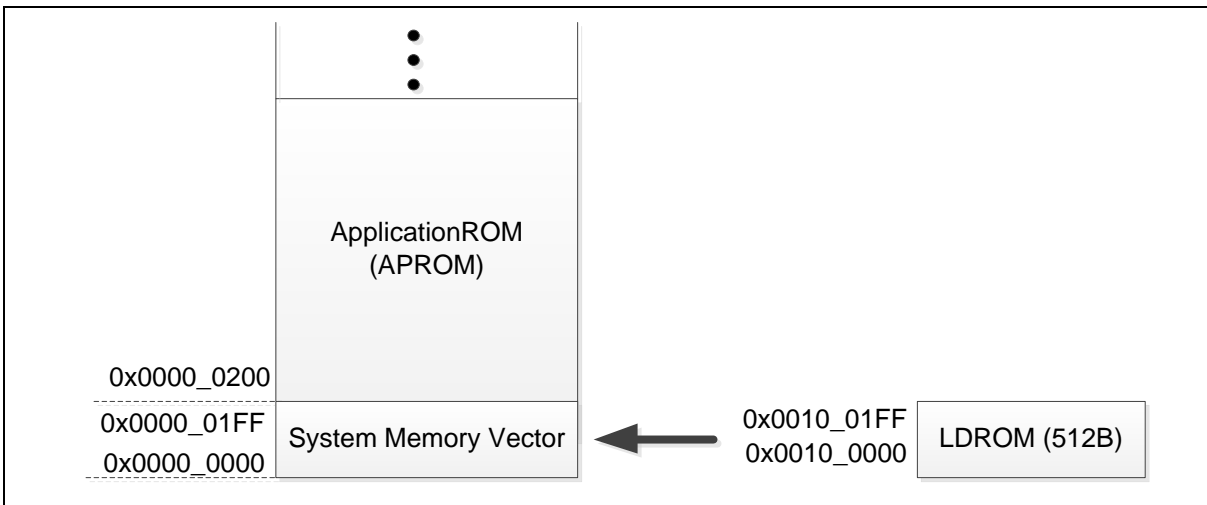 ApplicationROM
(APROM)
0x0000_0200
0x0000_01FF
System Memory Vector
0x0000_0000
0x0010_01FF
0x0010_0000
LDROM (512B)